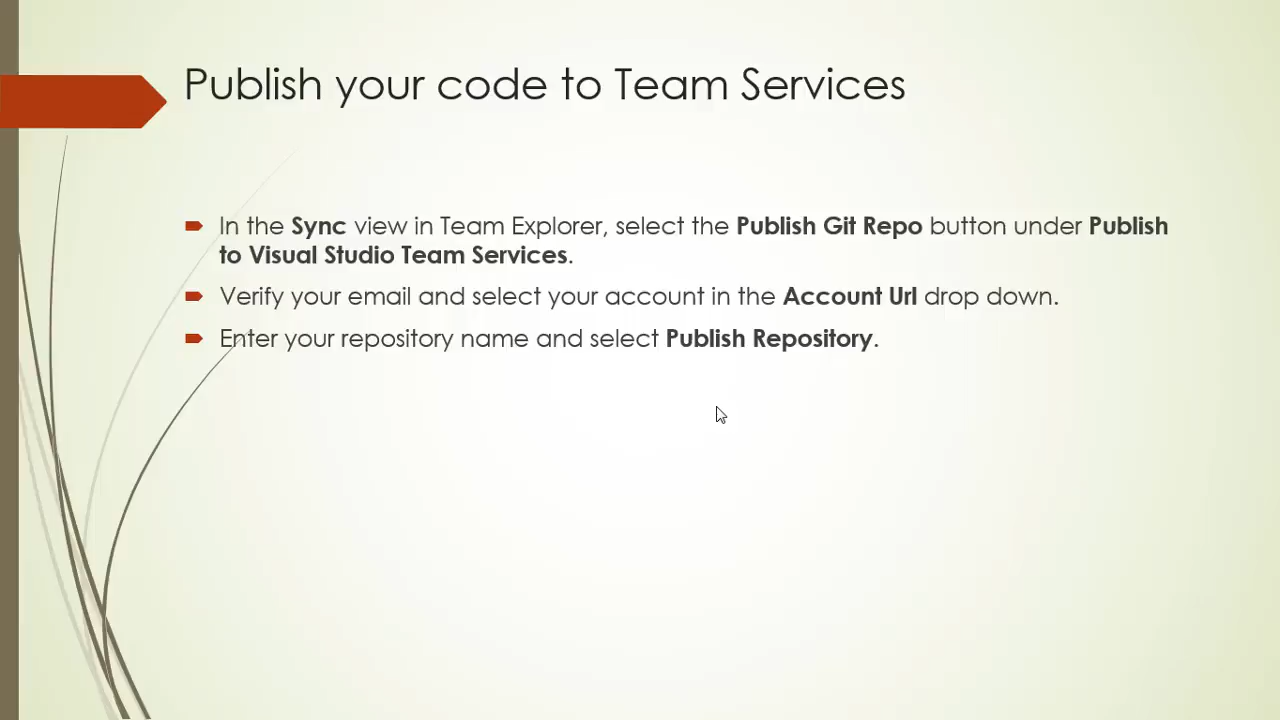 Publish your code to Team Services
In the Sync view in Team Explorer, select the Publish Git Repo button under Publish
to Visual Studio Team Services.
Verify your email and select your account in the Account Url drop down.
Enter your repository name and select Publish Repository.